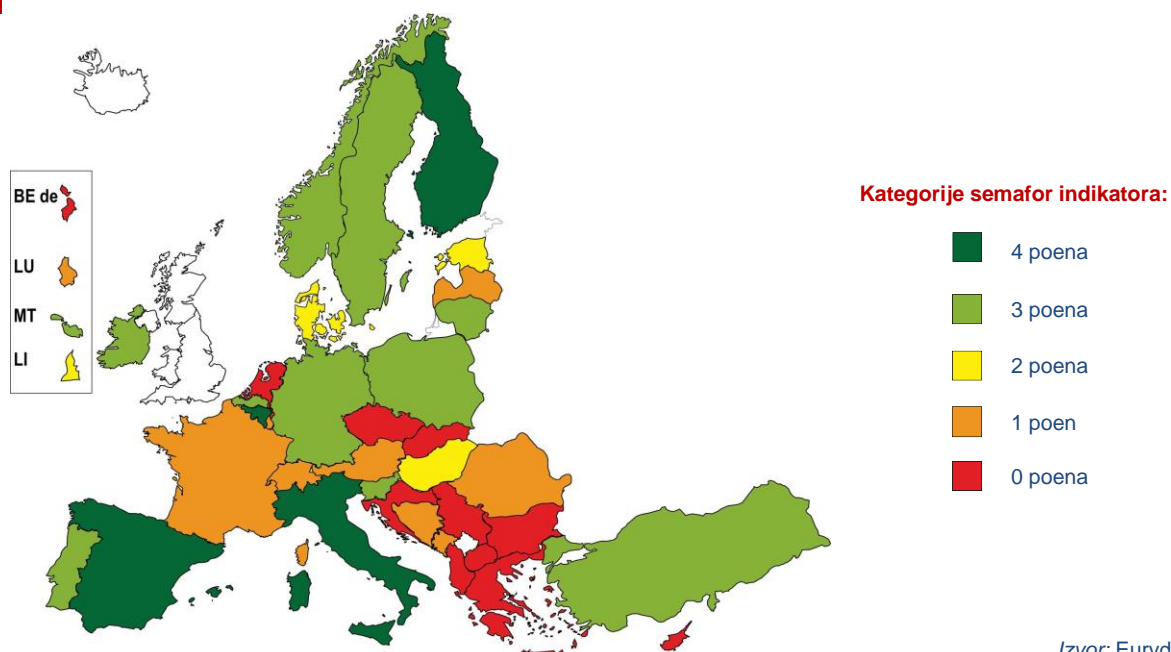 BE de
LU
MT
LI
Kategorije semafor indikatora:
4 poena
3 poena
2 poena
1 poen
0 poena
Izvor: Euryd